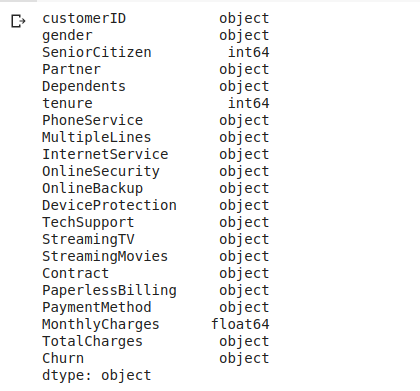 customerID object
gender object
SeniorCitizen int64
Partner object
Dependents object
tenure int64
PhoneService object
MultipleLines object
InternetService object
OnlineSecurity object
OnlineBackup object
DeviceProtection object
TechSupport object
StreamingTV object
StreamingMovies object
Contract object
PaperlessBilling object
PaymentMethod object
MonthlyCharges float64
TotalCharges object
Churn object
dtype: object